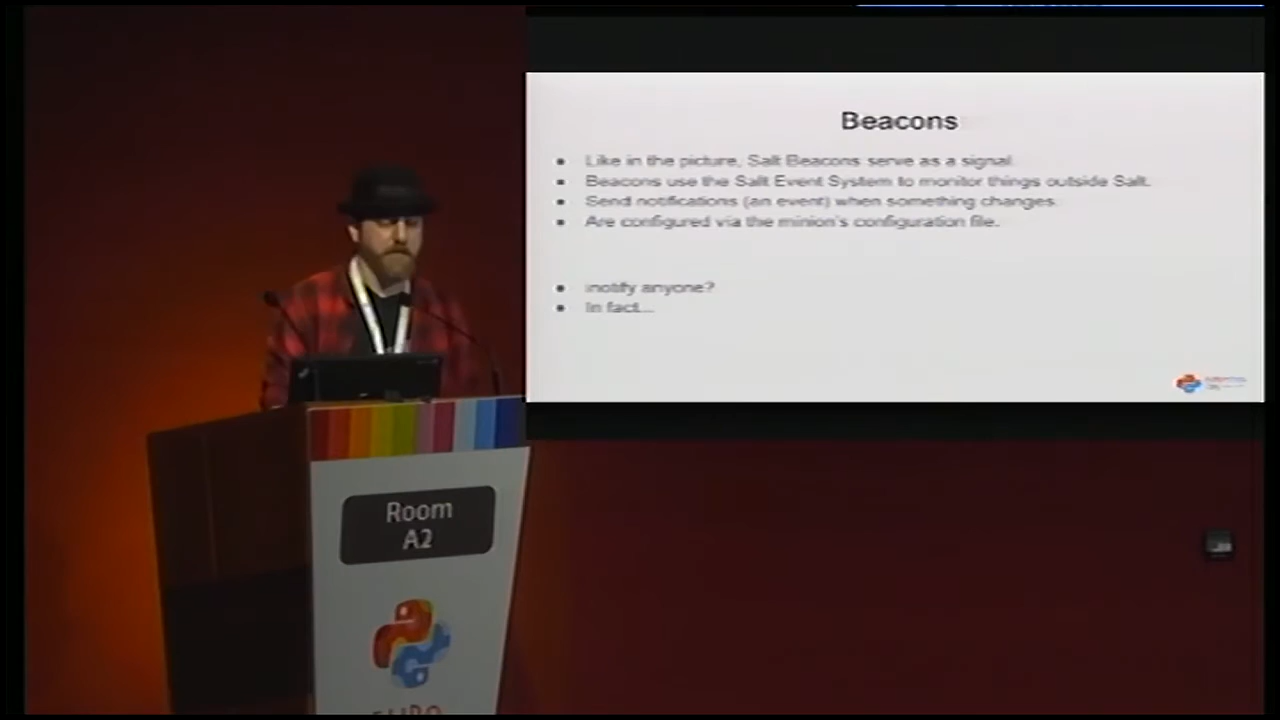 Beacons
Like in the picture, Salt Beacons serve as a signal.
Beacons use the Salt Event System to monitor things outside Salt.
Send notifications (an event) when something changes.
Are configured via the minion's configuration file.
inotify anyone?
In fact...
Room
A2
EURO